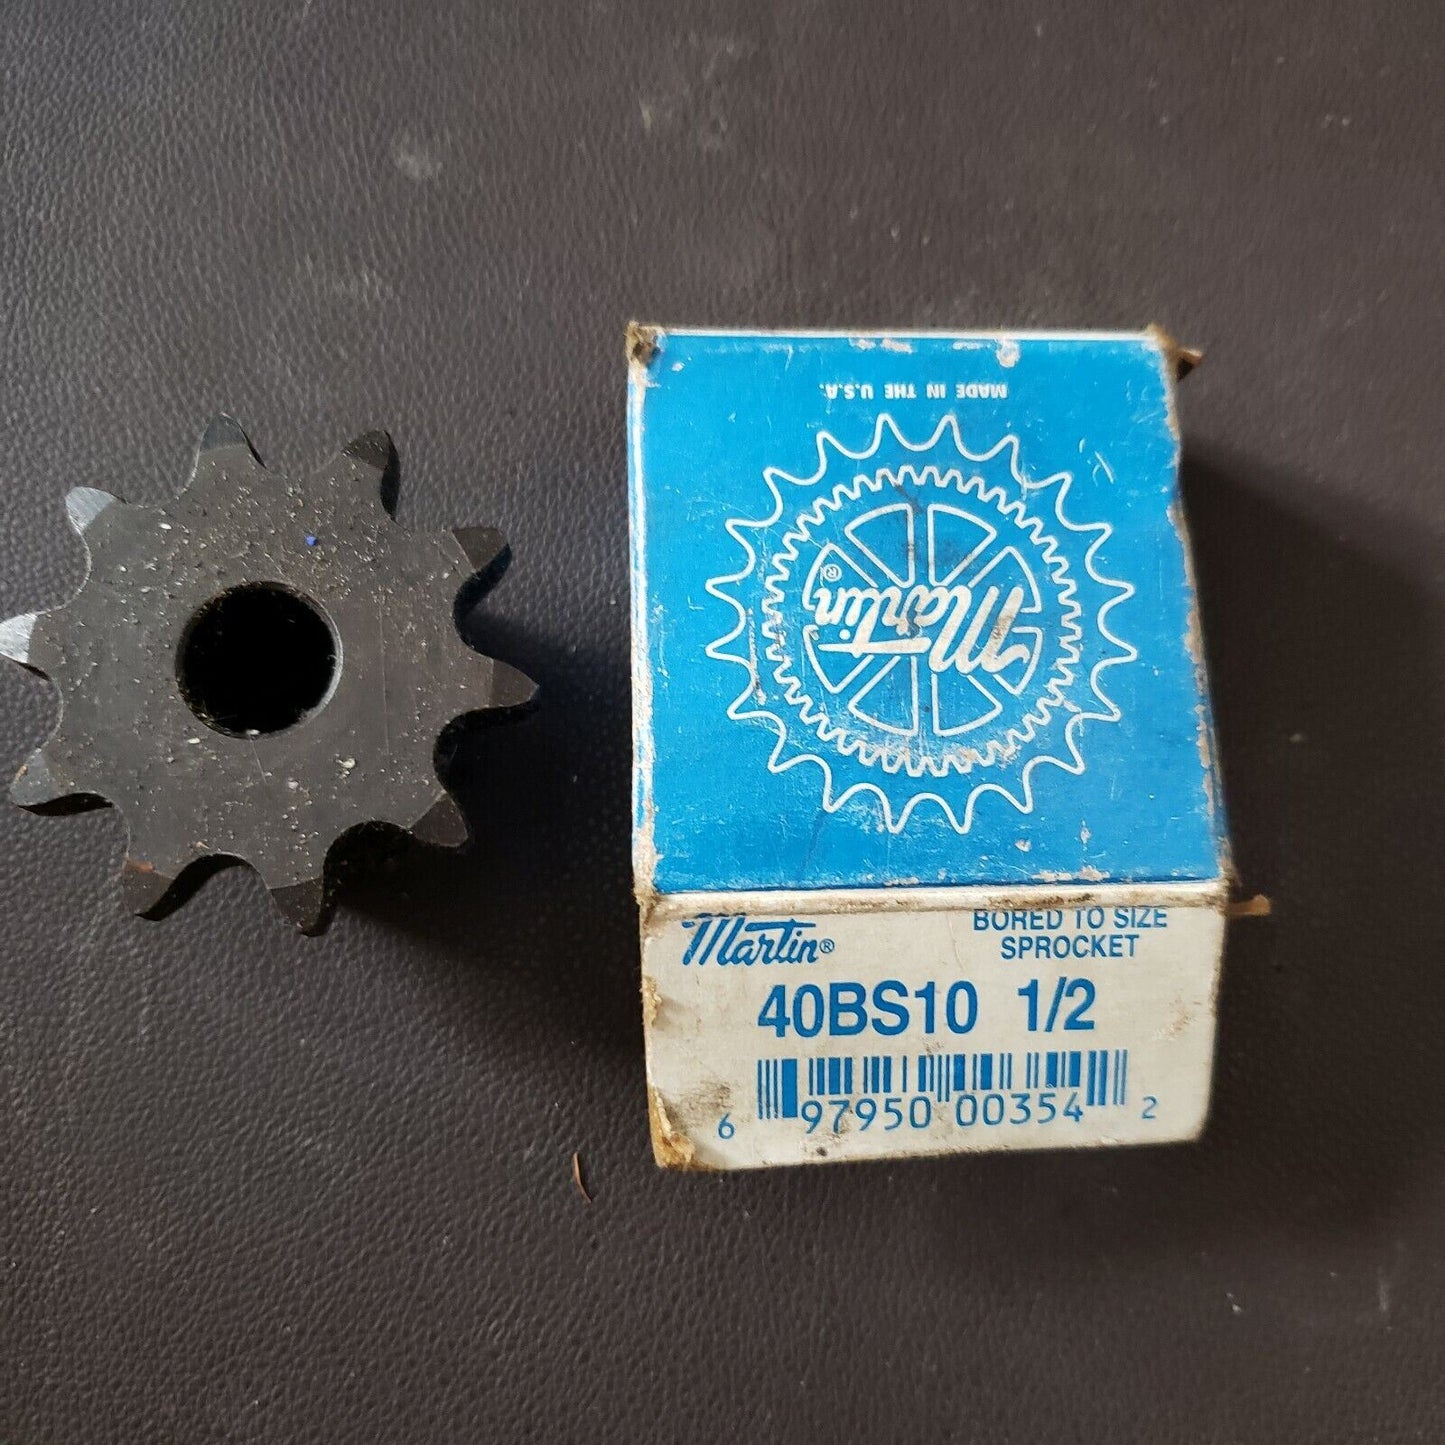 MADE IN THE U.S.A.
Martin®
Martin®
BORED TO SIZE
SPROCKET
40BS10 1/2
6 97950 00354 2